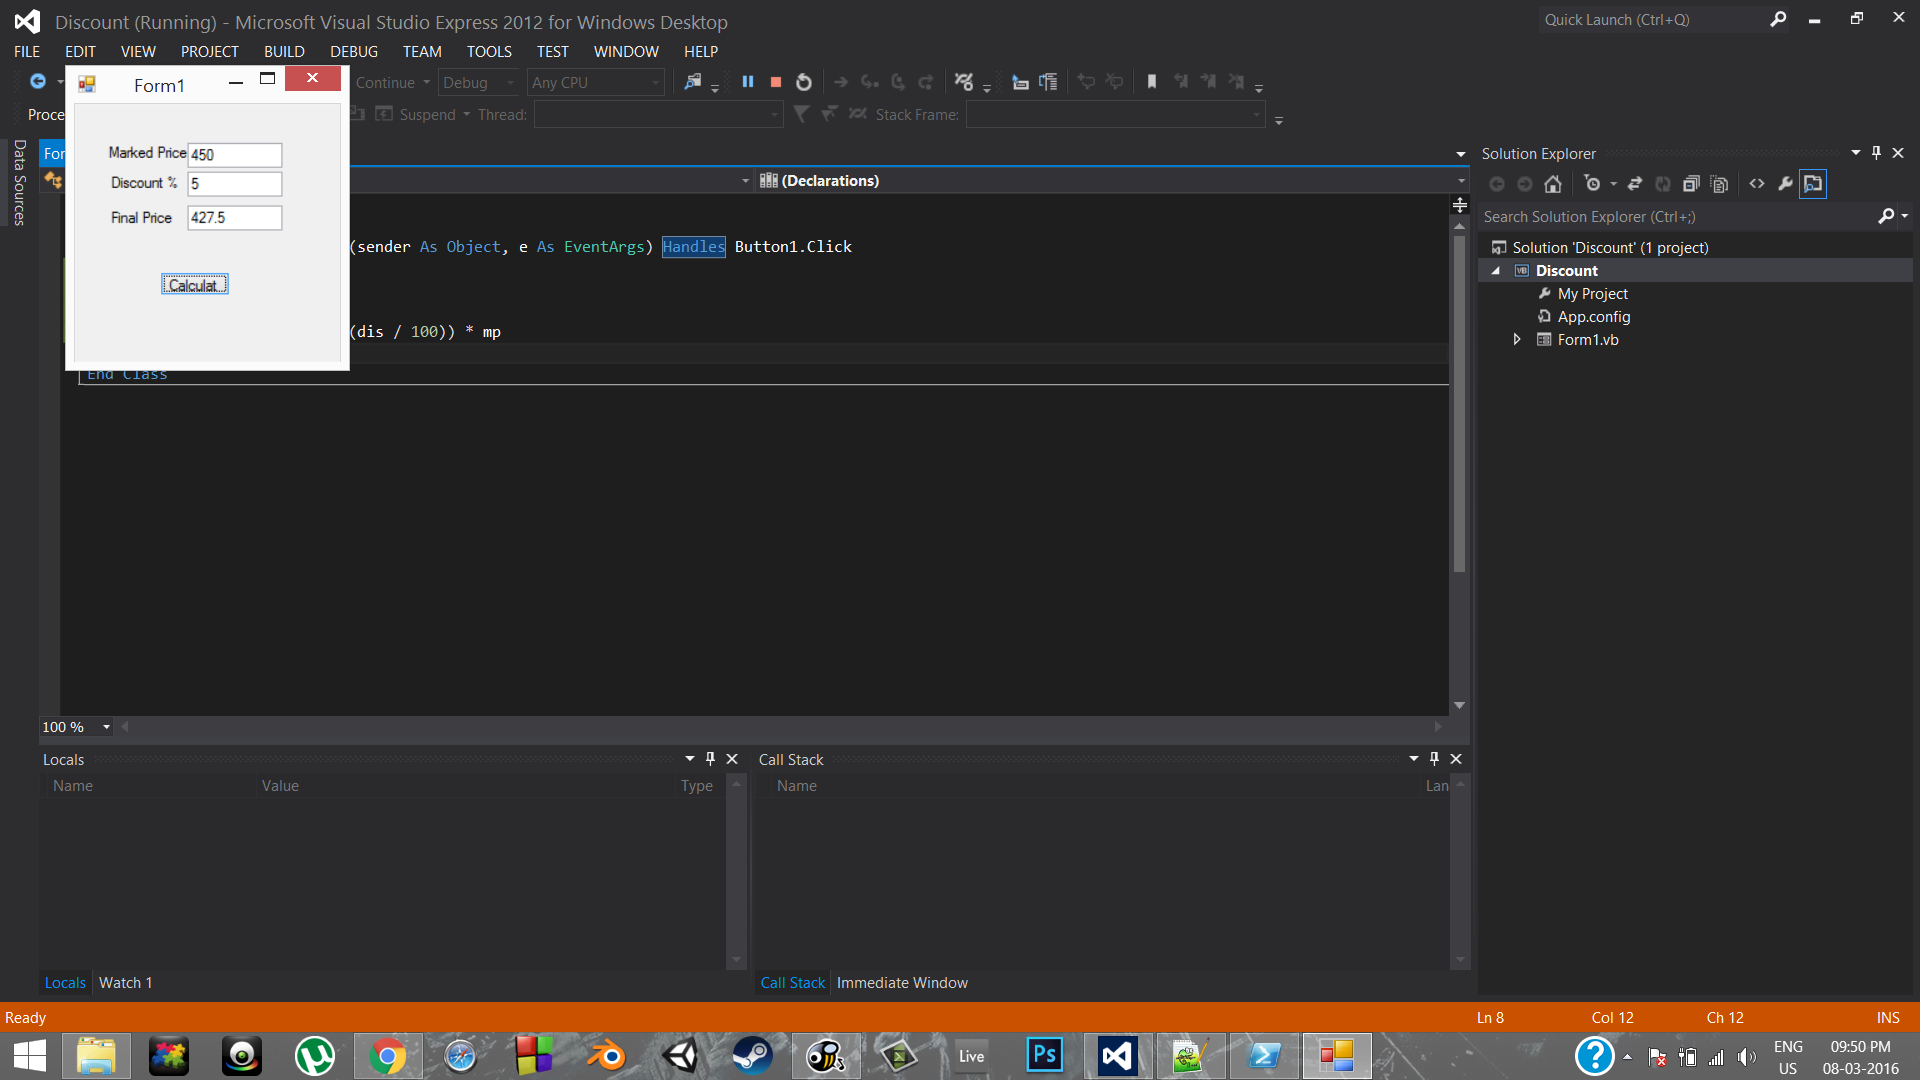 Discount (Running) - Microsoft Visual Studio Express 2012 for Windows Desktop
Quick Launch (Ctrl+Q)
FILE EDIT VIEW PROJECT BUILD DEBUG TEAM TOOLS TEST WINDOW HELP
Form1
Continue Debug Any CPU
Proce
Suspend Thread: Stack Frame:
Data Sources
For
Marked Price 450
Discount % 5
Final Price 427.5
Calculat...
(Declarations)
(sender As Object, e As EventArgs) Handles Button1.Click
(dis / 100)) * mp
End Class
Solution Explorer
Search Solution Explorer (Ctrl+;)
Solution 'Discount' (1 project)
VB Discount
My Project
App.config
Form1.vb
100 %
Locals
Name Value Type
Locals Watch 1
Call Stack
Name Lan
Call Stack Immediate Window
Ready Ln 8 Col 12 Ch 12 INS
Live
Ps
ENG
US
09:50 PM
08-03-2016